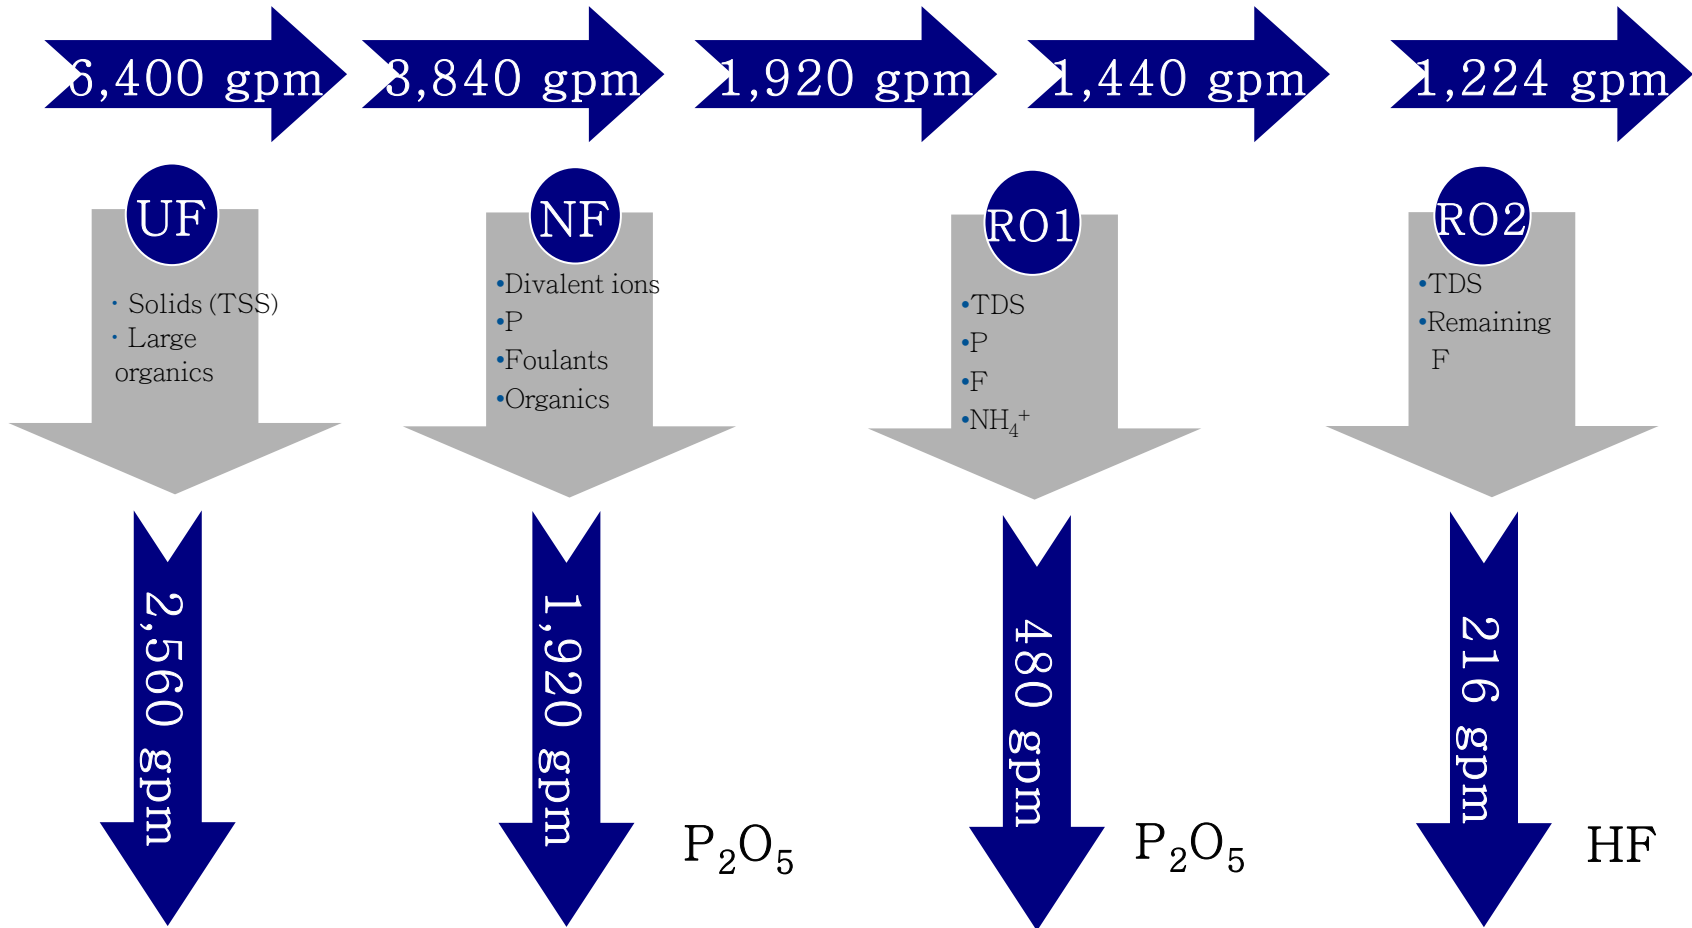 6,400 gpm
3,840 gpm
1,920 gpm
1,440 gpm
1,224 gpm
UF
· Solids (TSS)
· Large
organics
2,560 gpm
NF
•Divalent ions
•P
•Foulants
•Organics
1,920 gpm
P₂O₅
RO1
•TDS
•P
•F
•NH₄⁺
480 gpm
P₂O₅
RO2
•TDS
•Remaining
F
216 gpm
HF